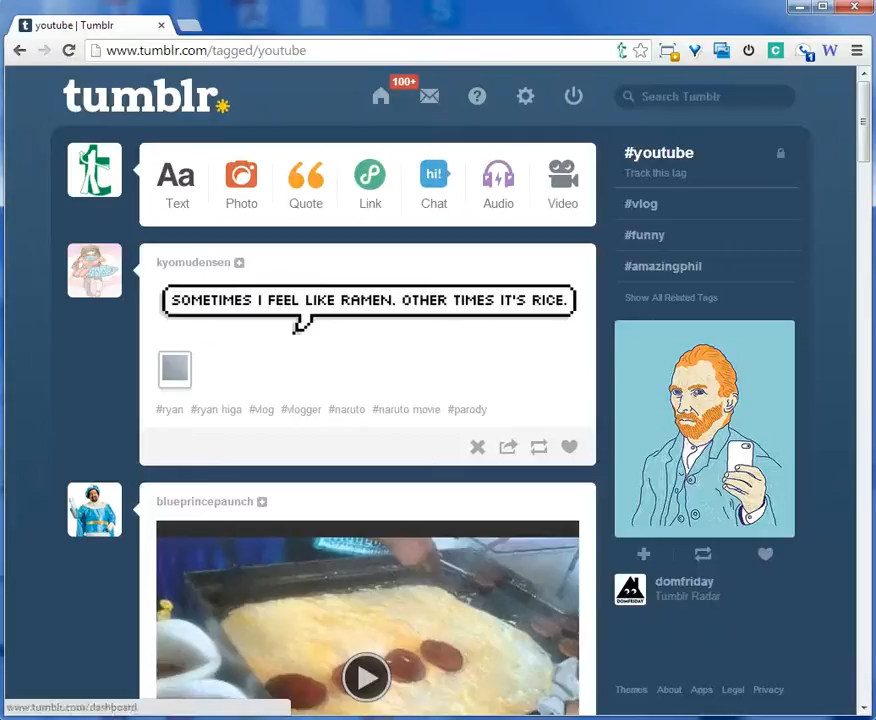 youtube | Tumblr
www.tumblr.com/tagged/youtube
tumblr.
100+
Search Tumblr
Aa
Text
Photo
Quote
Link
hi!
Chat
Audio
Video
#youtube
Track this tag
#vlog
#funny
#amazingphil
Show All Related Tags
kyomudensen
SOMETIMES I FEEL LIKE RAMEN. OTHER TIMES IT'S RICE.
#ryan #ryan higa #vlog #vlogger #naruto #naruto movie #parody
blueprincepaunch
domfriday
Tumblr Radar
DOMFRIDAY
Themes About Apps Legal Privacy
www.tumblr.com/dashboard